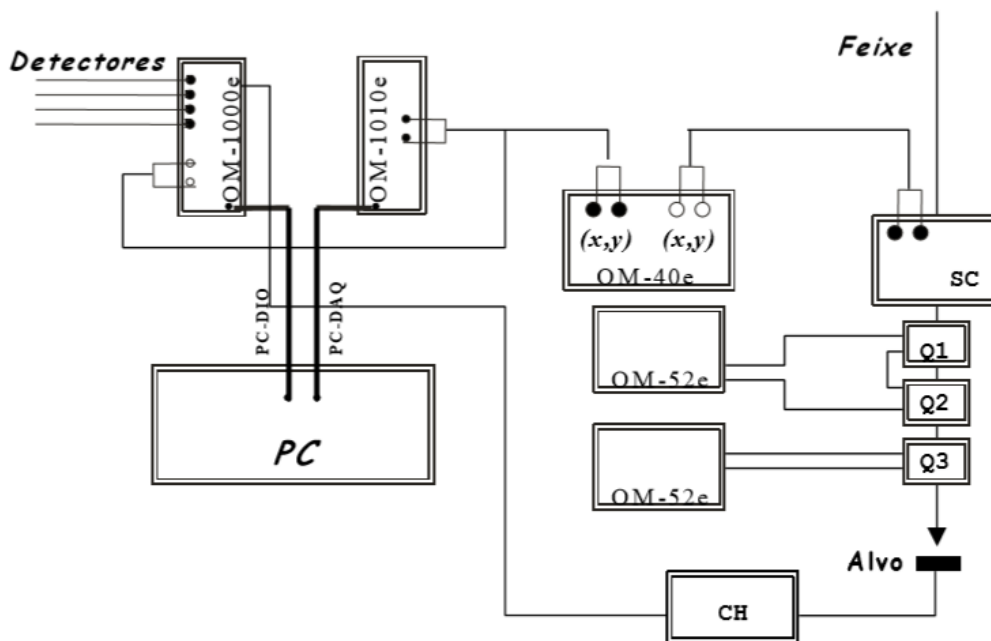 Detectores
OM-1000e
OM-1010e
Feixe
(x,y) (x,y)
OM-40e
SC
PC-DIO
PC-DAQ
OM-52e
Q1
Q2
PC
OM-52e
Q3
Alvo
CH